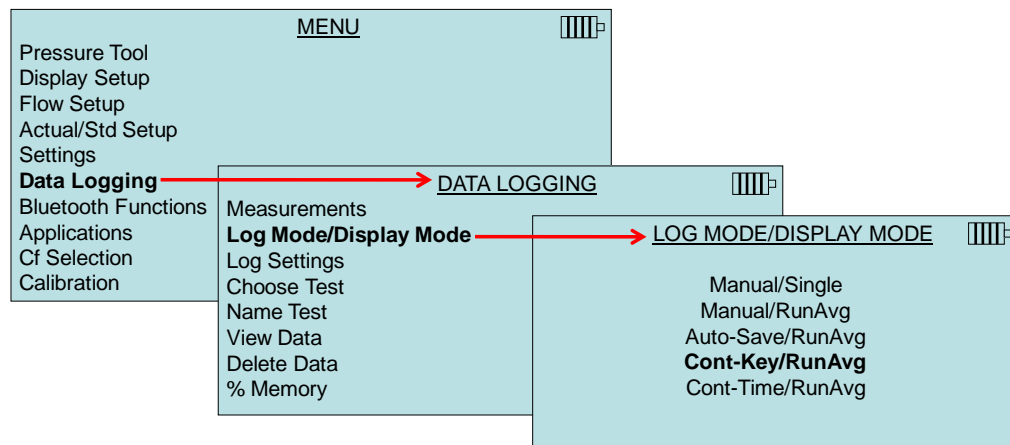 MENU
Pressure Tool
Display Setup
Flow Setup
Actual/Std Setup
Settings
Data Logging
Bluetooth Functions
Applications
Cf Selection
Calibration
DATA LOGGING
Measurements
Log Mode/Display Mode
Log Settings
Choose Test
Name Test
View Data
Delete Data
% Memory
LOG MODE/DISPLAY MODE
Manual/Single
Manual/RunAvg
Auto-Save/RunAvg
Cont-Key/RunAvg
Cont-Time/RunAvg